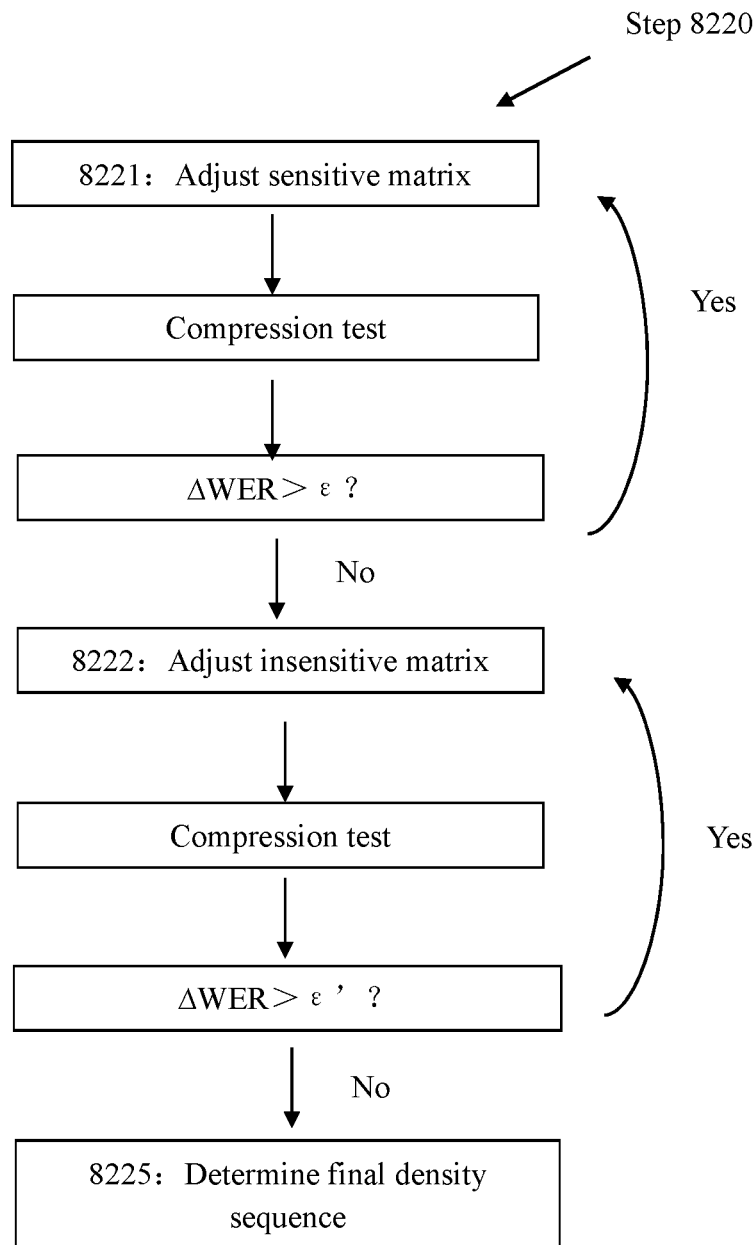 Step 8220
8221：Adjust sensitive matrix
Compression test
Yes
ΔWER＞ε？
No
8222：Adjust insensitive matrix
Compression test
Yes
ΔWER＞ε’？
No
8225：Determine final density
sequence